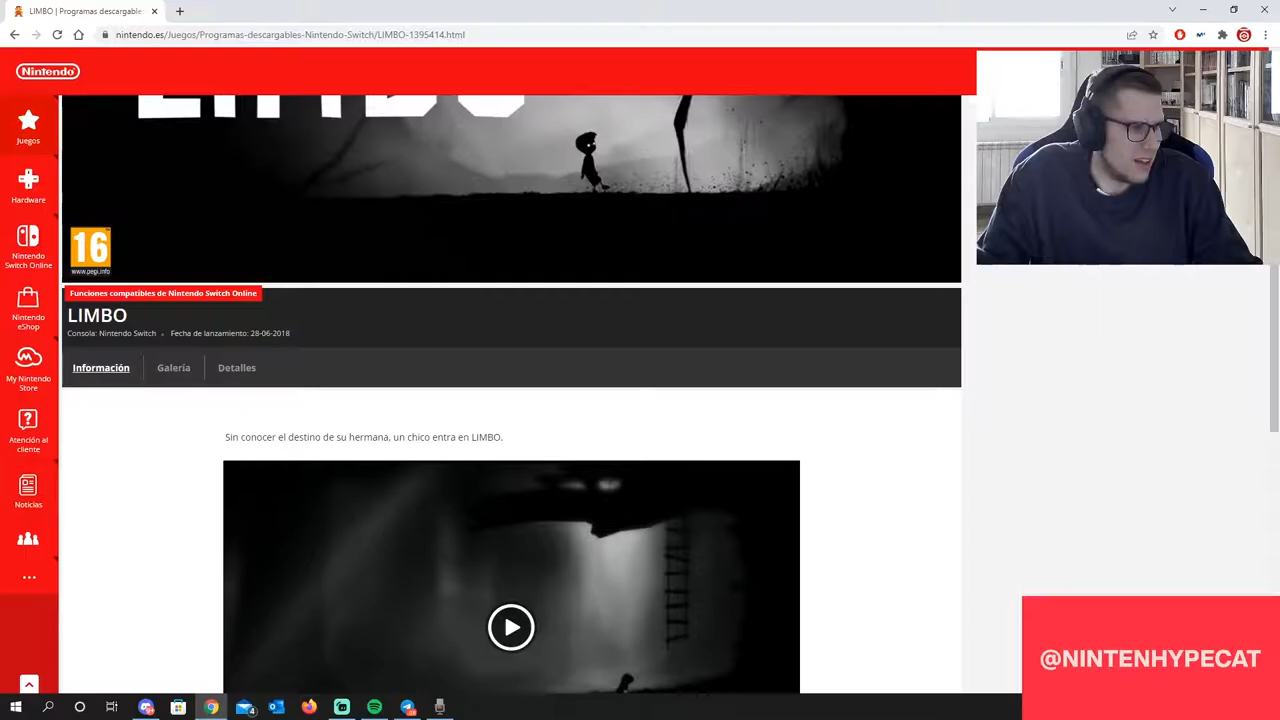 LIMBO | Programas descargable
nintendo.es/Juegos/Programas-descargables-Nintendo-Switch/LIMBO-1395414.html
Nintendo
Juegos
Hardware
Nintendo
Switch Online
Nintendo
eShop
My Nintendo
Store
Atención al
cliente
Noticias
...
LIMBO
16
www.pegi.info
Funciones compatibles de Nintendo Switch Online
LIMBO
Consola: Nintendo Switch
Fecha de lanzamiento: 28-06-2018
Información
Galería
Detalles
Sin conocer el destino de su hermana, un chico entra en LIMBO.
@NINTENHYPECAT
4